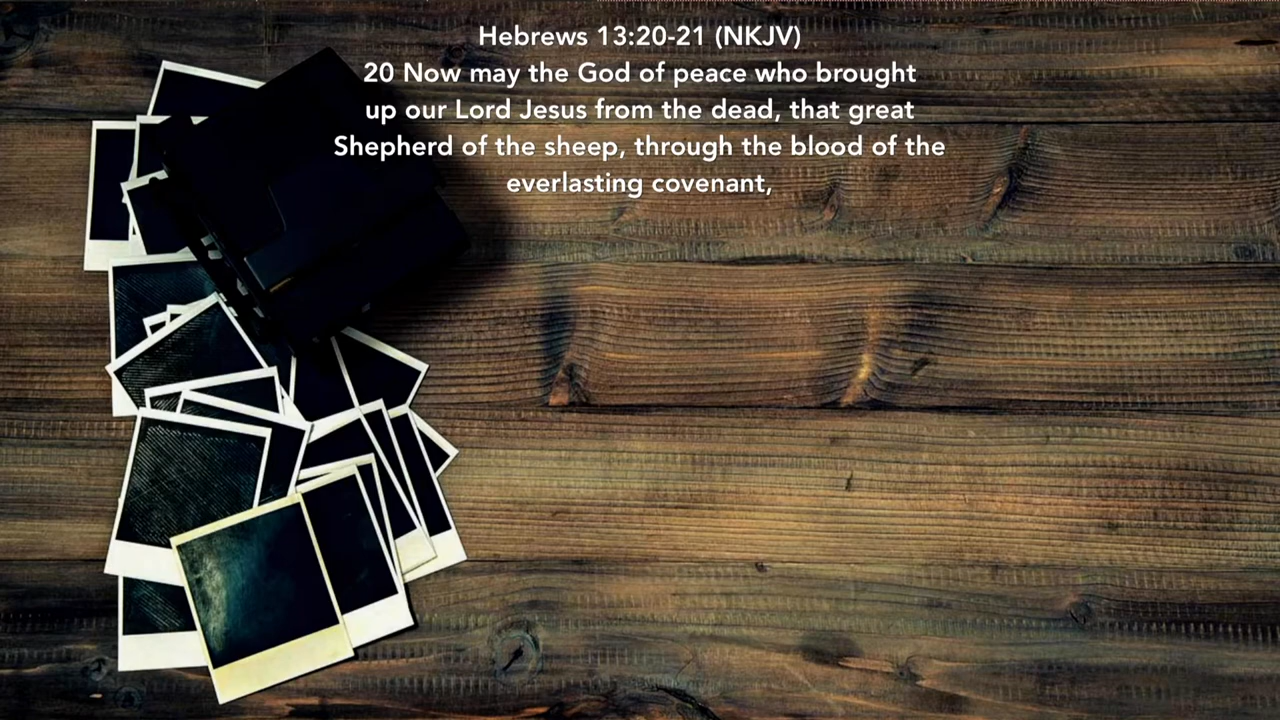 Hebrews 13:20-21 (NKJV)
20 Now may the God of peace who brought
up our Lord Jesus from the dead, that great
Shepherd of the sheep, through the blood of the
everlasting covenant,